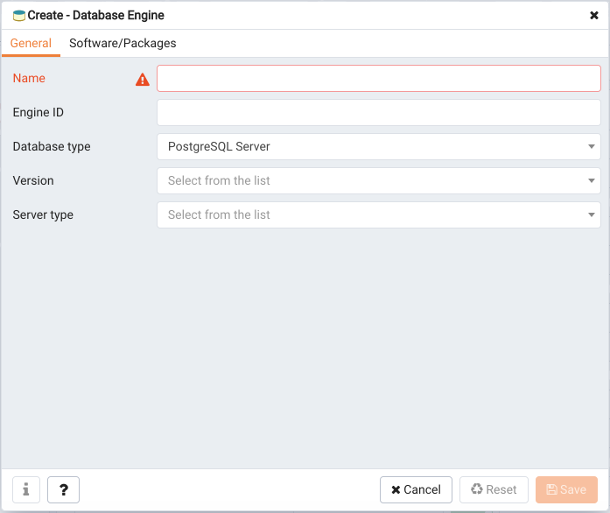 Create - Database Engine
General Software/Packages
Name
Engine ID
Database type PostgreSQL Server
Version Select from the list
Server type Select from the list
i ? Cancel Reset Save